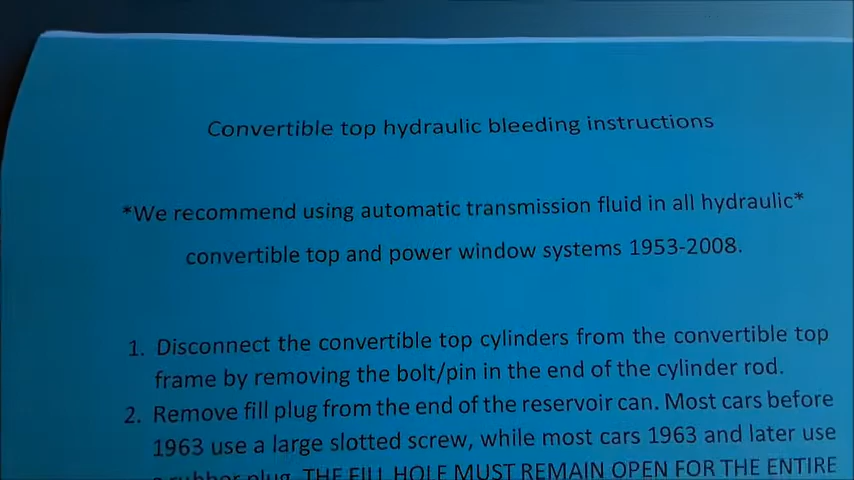 Convertible top hydraulic bleeding instructions
*We recommend using automatic transmission fluid in all hydraulic*
convertible top and power window systems 1953-2008.
1. Disconnect the convertible top cylinders from the convertible top
frame by removing the bolt/pin in the end of the cylinder rod.
2. Remove fill plug from the end of the reservoir can. Most cars before
1963 use a large slotted screw, while most cars 1963 and later use
a rubber plug. THE FILL HOLE MUST REMAIN OPEN FOR THE ENTIRE